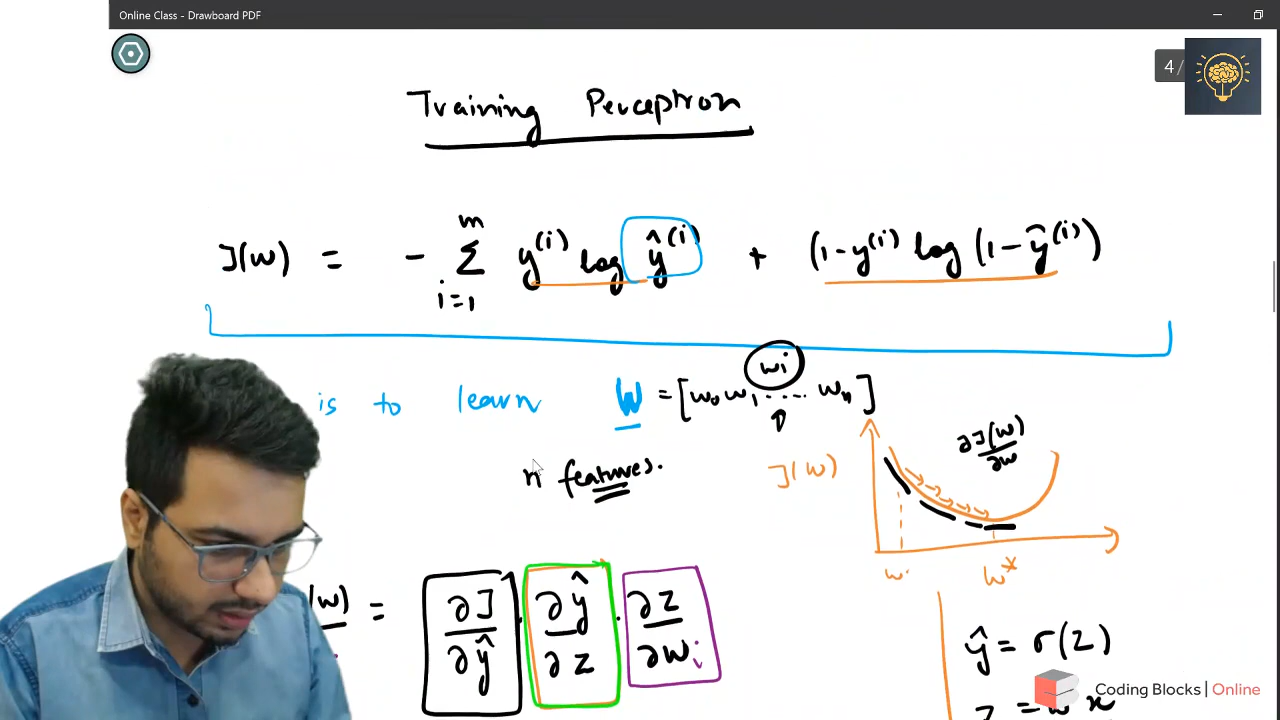 Online Class - Drawboard PDF
4/
Training Perceptron
J(w) = - m Σ i=1 y(i) log ŷ(i) + (1-y(i) log (1-ŷ(i))
is to learn W = [w0 w1 .... wn]
wi
n features.
J(w)
∂J(w)/∂w
w*
(w) = ∂J/∂ŷ · ∂ŷ/∂z · ∂z/∂wi
ŷ = σ(z)
z =
Coding Blocks | Online